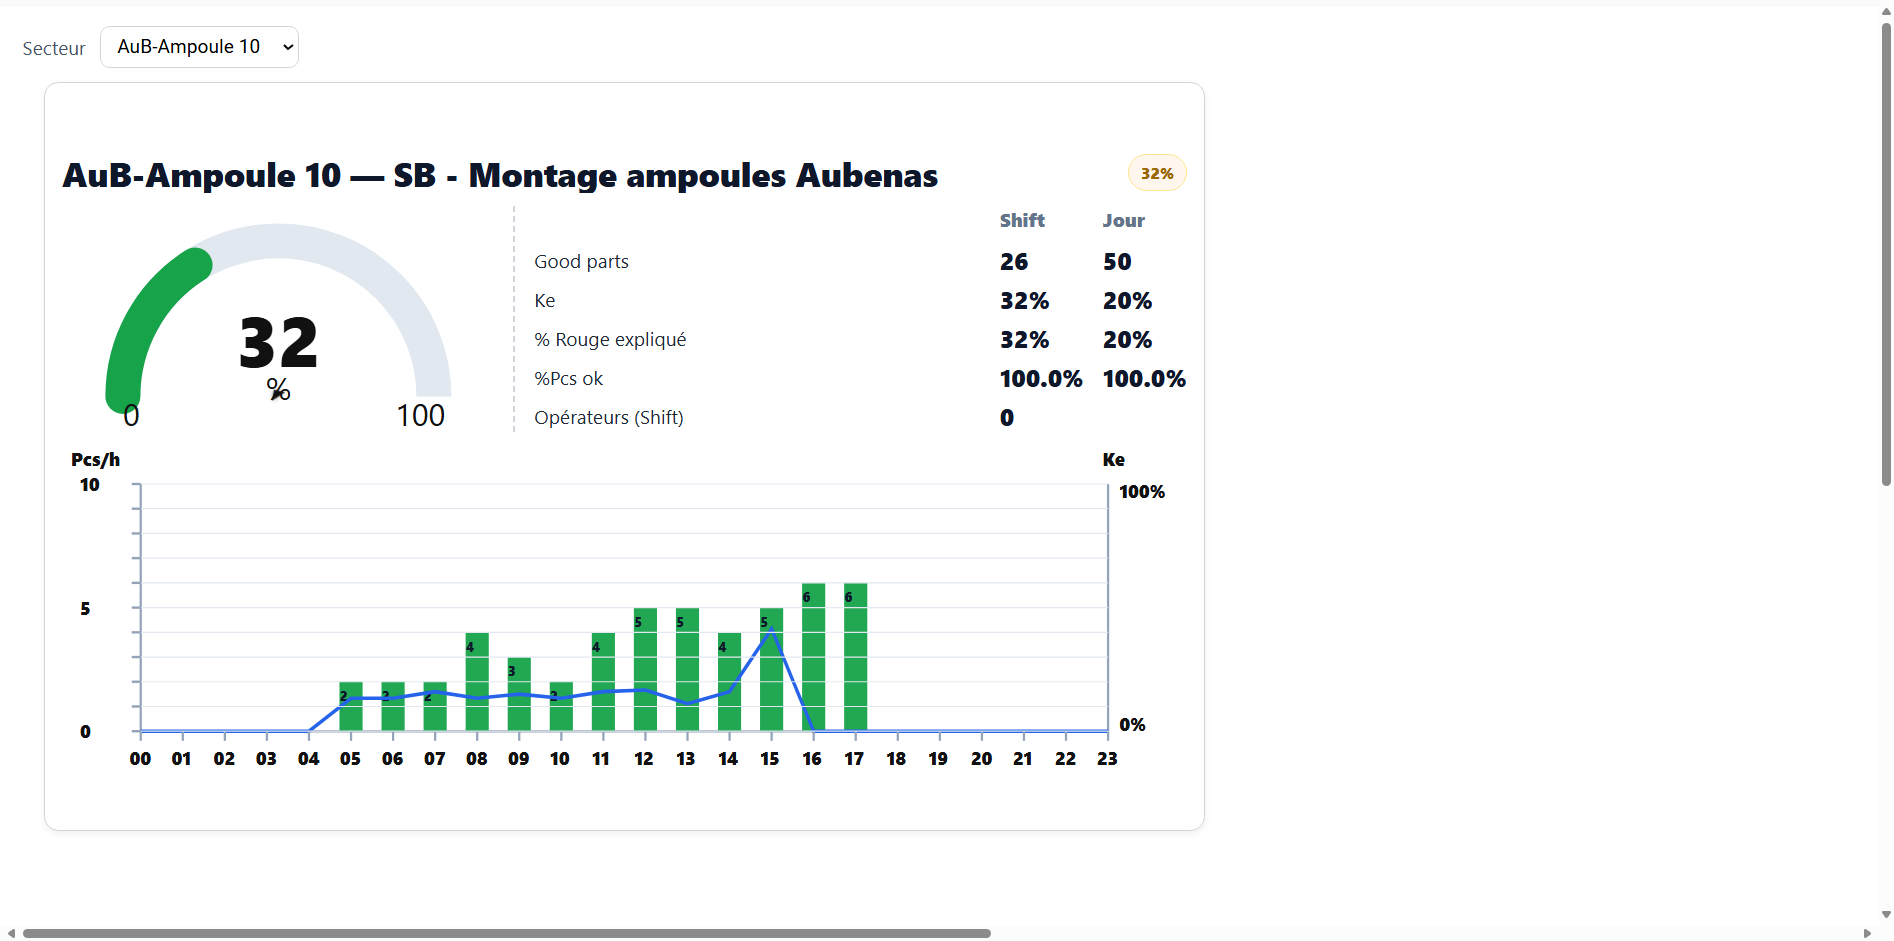 Secteur AuB-Ampoule 10
AuB-Ampoule 10 — SB - Montage ampoules Aubenas 32%
Shift Jour
Good parts 26 50
Ke 32% 20%
% Rouge expliqué 32% 20%
%Pcs ok 100.0% 100.0%
Opérateurs (Shift) 0
32
%
0 100
Pcs/h Ke
10 100%
5
0 0%
2 2 2 4 3 2 4 5 5 4 5 6 6
00 01 02 03 04 05 06 07 08 09 10 11 12 13 14 15 16 17 18 19 20 21 22 23